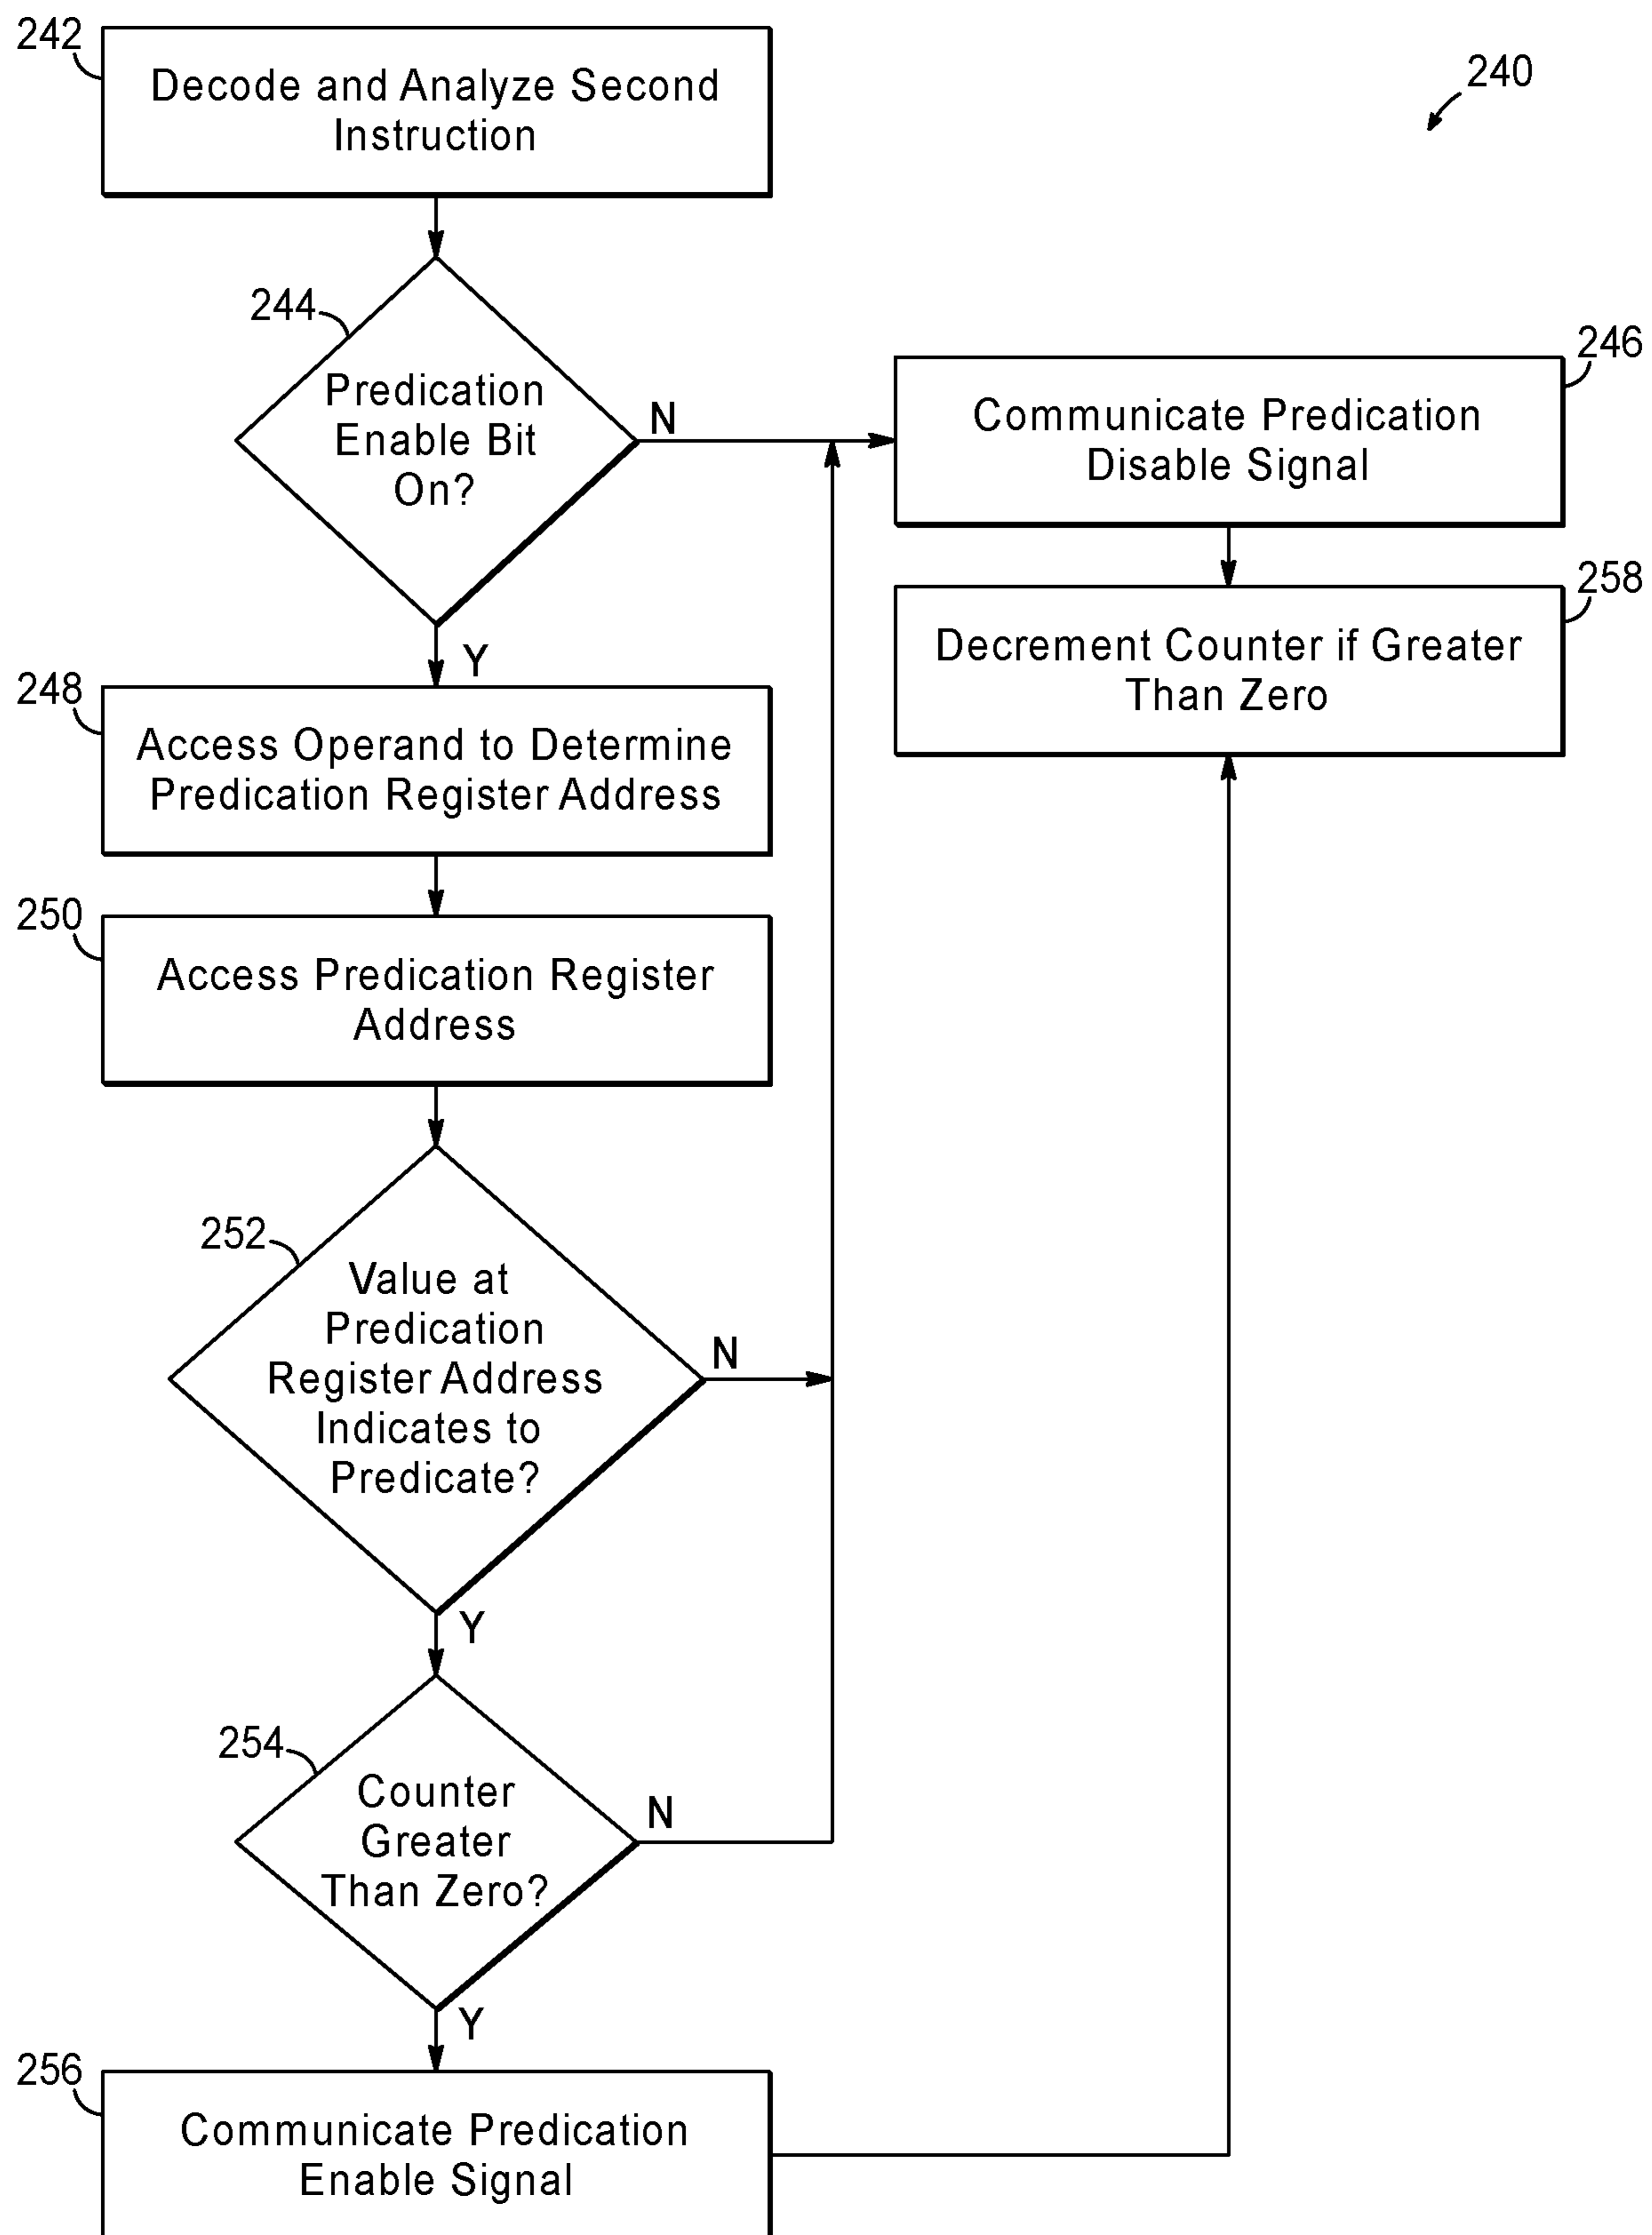 242
Decode and Analyze Second
Instruction
240
244
Predication
Enable Bit
On?
N
Y
246
Communicate Predication
Disable Signal
258
Decrement Counter if Greater
Than Zero
248
Access Operand to Determine
Predication Register Address
250
Access Predication Register
Address
252
Value at
Predication
Register Address
Indicates to
Predicate?
N
Y
254
Counter
Greater
Than Zero?
N
Y
256
Communicate Predication
Enable Signal